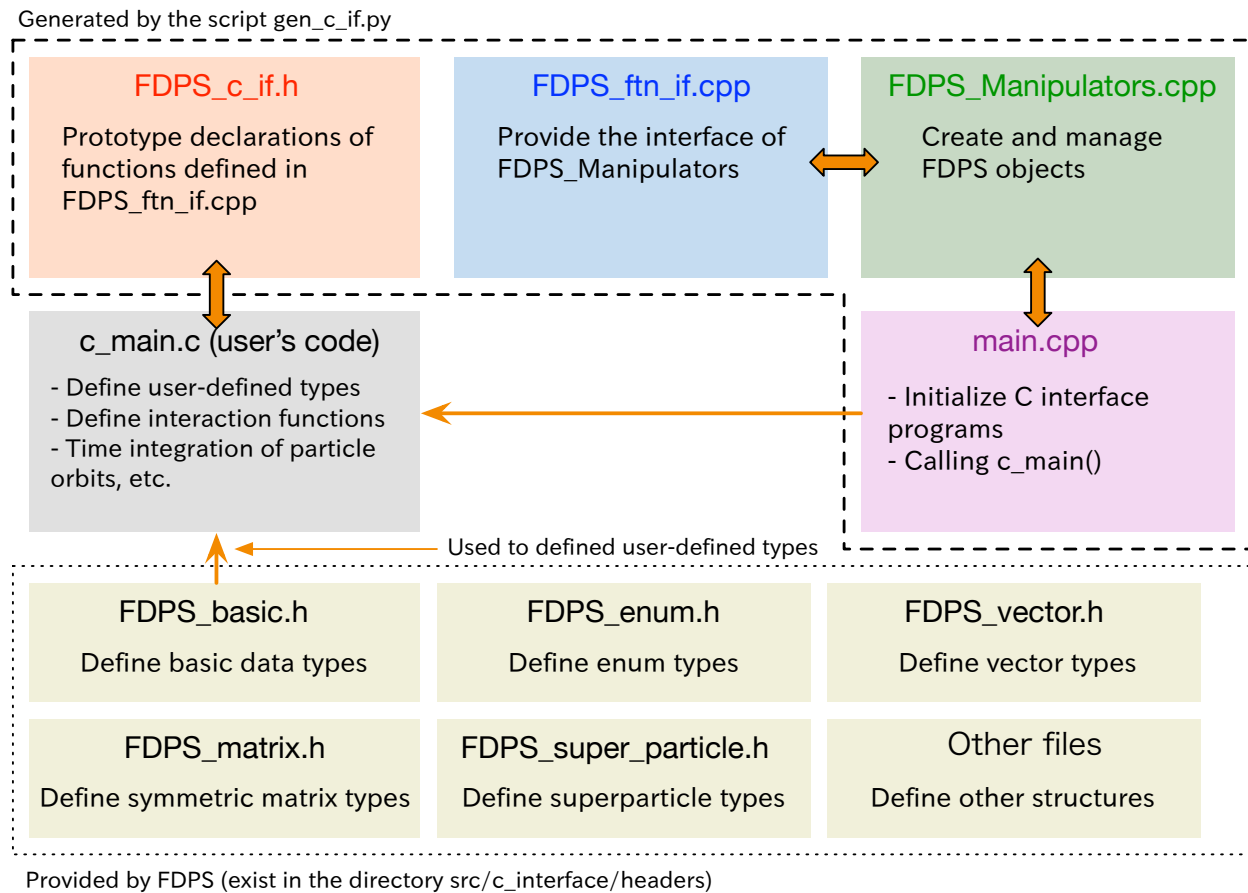 Generated by the script gen_c_if.py
FDPS_c_if.h
Prototype declarations of
functions defined in
FDPS_ftn_if.cpp
FDPS_ftn_if.cpp
Provide the interface of
FDPS_Manipulators
FDPS_Manipulators.cpp
Create and manage
FDPS objects
c_main.c (user's code)
- Define user-defined types
- Define interaction functions
- Time integration of particle
orbits, etc.
main.cpp
- Initialize C interface
programs
- Calling c_main()
Used to defined user-defined types
FDPS_basic.h
Define basic data types
FDPS_enum.h
Define enum types
FDPS_vector.h
Define vector types
FDPS_matrix.h
Define symmetric matrix types
FDPS_super_particle.h
Define superparticle types
Other files
Define other structures
Provided by FDPS (exist in the directory src/c_interface/headers)